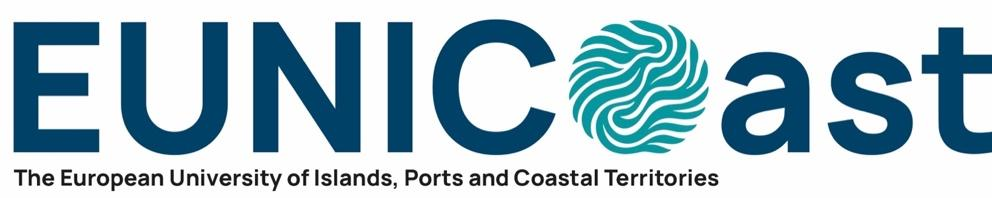 EUNICoast
The European University of Islands, Ports and Coastal Territories